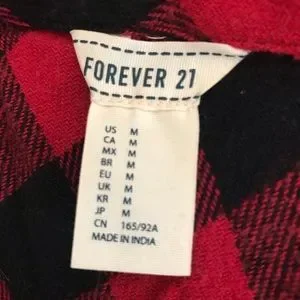 FOREVER 21
US M
CA M
MX M
BR M
EU M
UK M
KR M
JP M
CN 165/92A
MADE IN INDIA